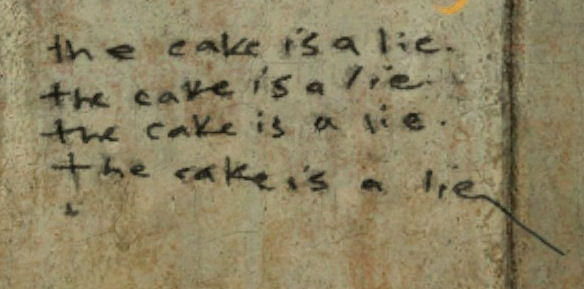 the cake is a lie.
the cake is a lie.
the cake is a lie.
the cake is a lie